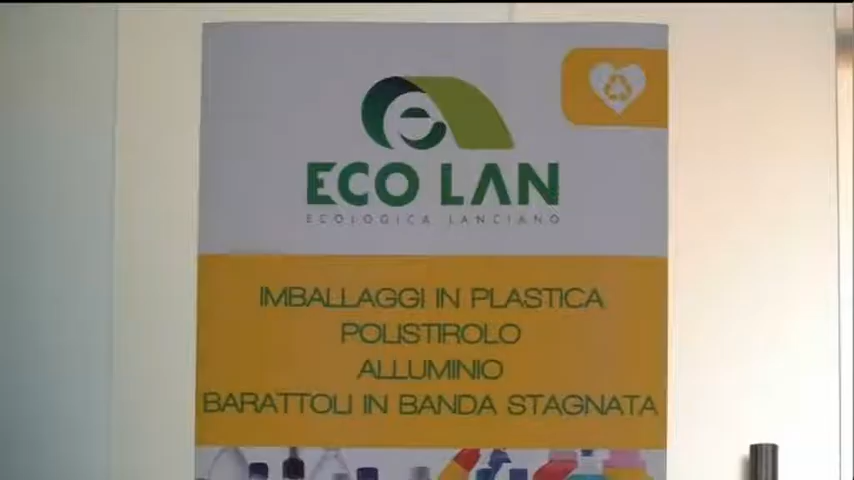 ECO LAN
ECOLOGICA LANCIANO
IMBALLAGGI IN PLASTICA
POLISTIROLO
ALLUMINIO
BARATTOLI IN BANDA STAGNATA